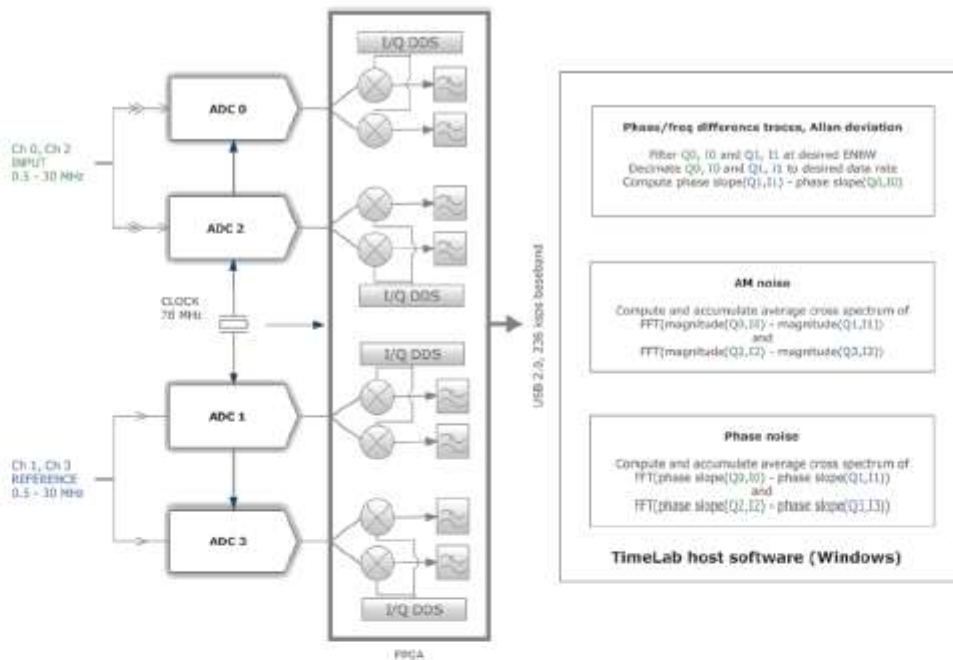 I/Q DDS
ADC 0
Ch 0, Ch 2
INPUT
0.5 - 30 MHz
ADC 2
I/Q DDS
CLOCK
78 MHz
I/Q DDS
ADC 1
Ch 1, Ch 3
REFERENCE
0.5 - 30 MHz
ADC 3
I/Q DDS
FPGA
USB 2.0, 236 ksps baseband
Phase/freq difference traces, Allan deviation
Filter Q0, I0 and Q1, I1 at desired ENBW
Decimate Q0, I0 and Q1, I1 to desired data rate
Compute phase slope(Q1,I1) - phase slope(Q0,I0)
AM noise
Compute and accumulate average cross spectrum of
FFT(magnitude(Q0,I0) - magnitude(Q1,I1))
and
FFT(magnitude(Q2,I2) - magnitude(Q3,I3))
Phase noise
Compute and accumulate average cross spectrum of
FFT(phase slope(Q0,I0) - phase slope(Q1,I1))
and
FFT(phase slope(Q2,I2) - phase slope(Q3,I3))
TimeLab host software (Windows)